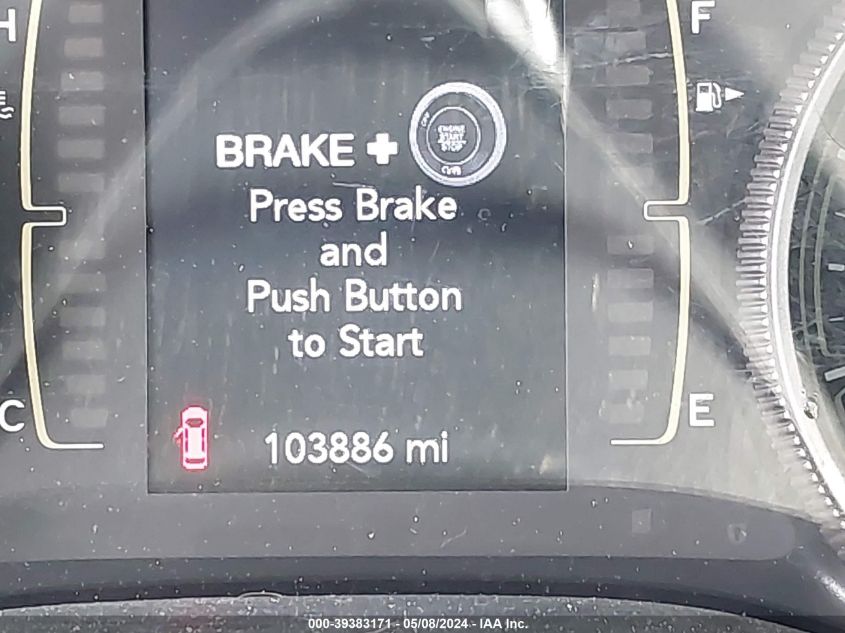 H
F
OFF
ENGINE
START
STOP
BRAKE +
Press Brake
and
Push Button
to Start
C
E
103886 mi
000-39383171 - 05/08/2024 - IAA Inc.